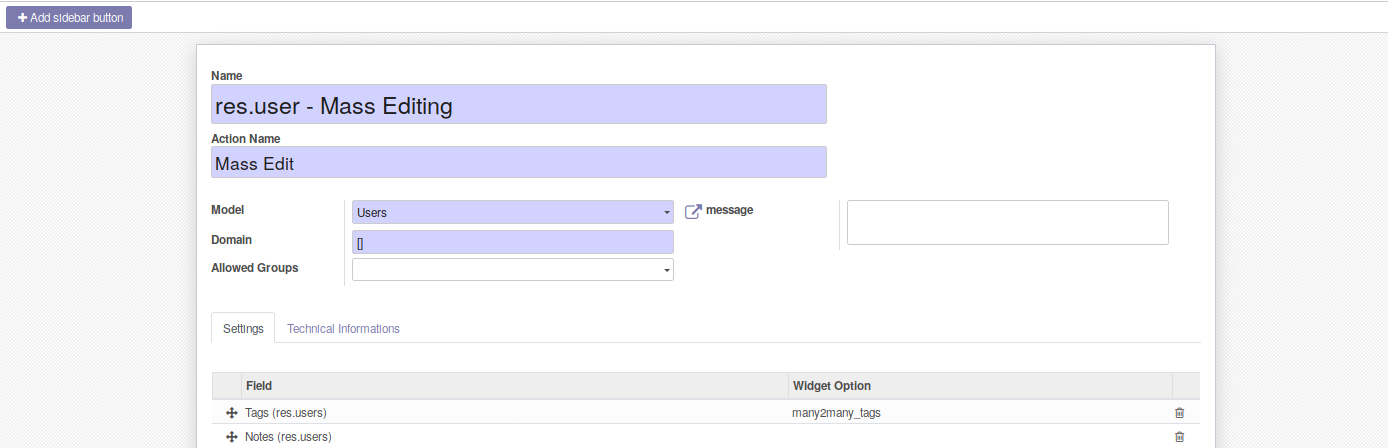 Add sidebar button
Name
res.user - Mass Editing
Action Name
Mass Edit
Model
Users
message
Domain
[]
Allowed Groups
Settings
Technical Informations
Field
Widget Option
Tags (res.users)
many2many_tags
Notes (res.users)